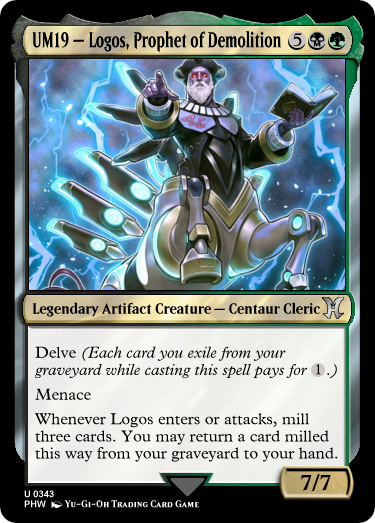 UM19 – Logos, Prophet of Demolition 5
Legendary Artifact Creature — Centaur Cleric
Delve (Each card you exile from your
graveyard while casting this spell pays for 1.)
Menace
Whenever Logos enters or attacks, mill
three cards. You may return a card milled
this way from your graveyard to your hand.
7/7
U 0343
PHW Yu-Gi-Oh Trading Card Game